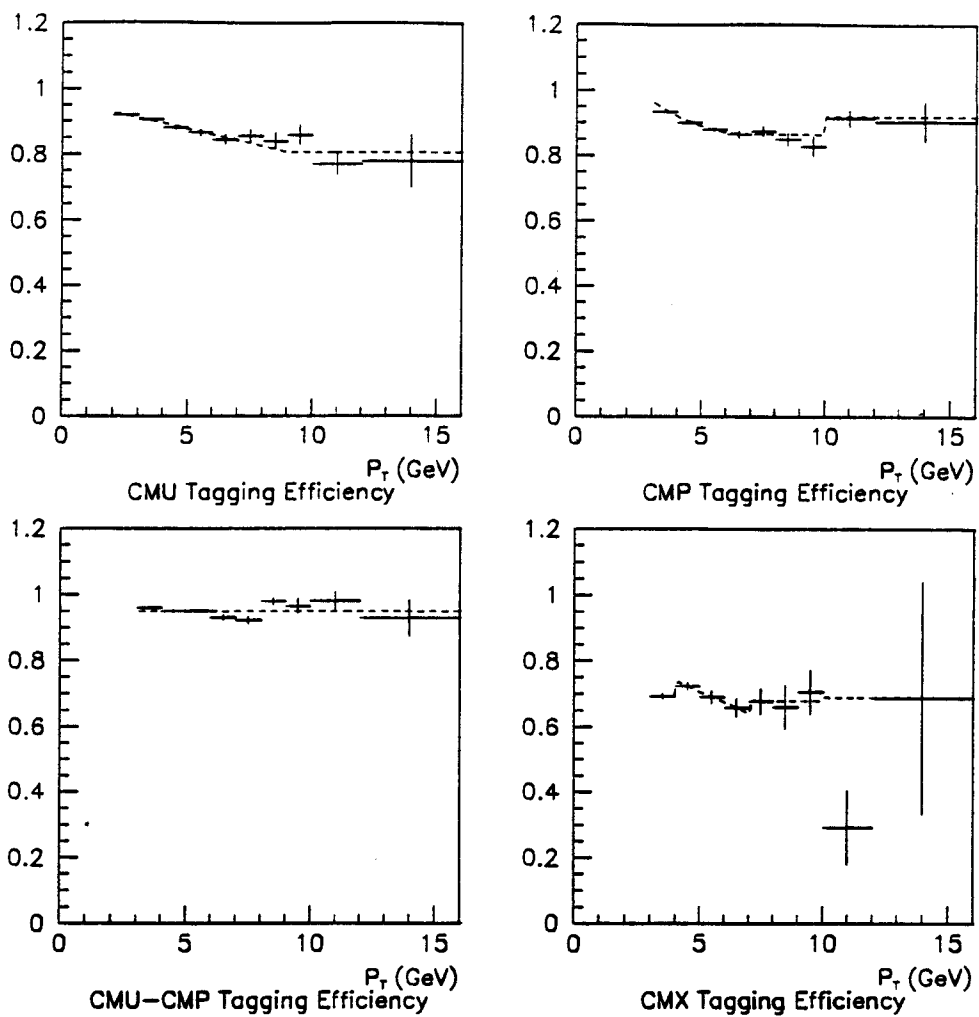 1.2
1
0.8
0.6
0.4
0.2
0
0 5 10 15
P_T (GeV)
CMU Tagging Efficiency
1.2
1
0.8
0.6
0.4
0.2
0
0 5 10 15
P_T (GeV)
CMP Tagging Efficiency
1.2
1
0.8
0.6
0.4
0.2
0
0 5 10 15
P_T (GeV)
CMU-CMP Tagging Efficiency
1.2
1
0.8
0.6
0.4
0.2
0
0 5 10 15
P_T (GeV)
CMX Tagging Efficiency